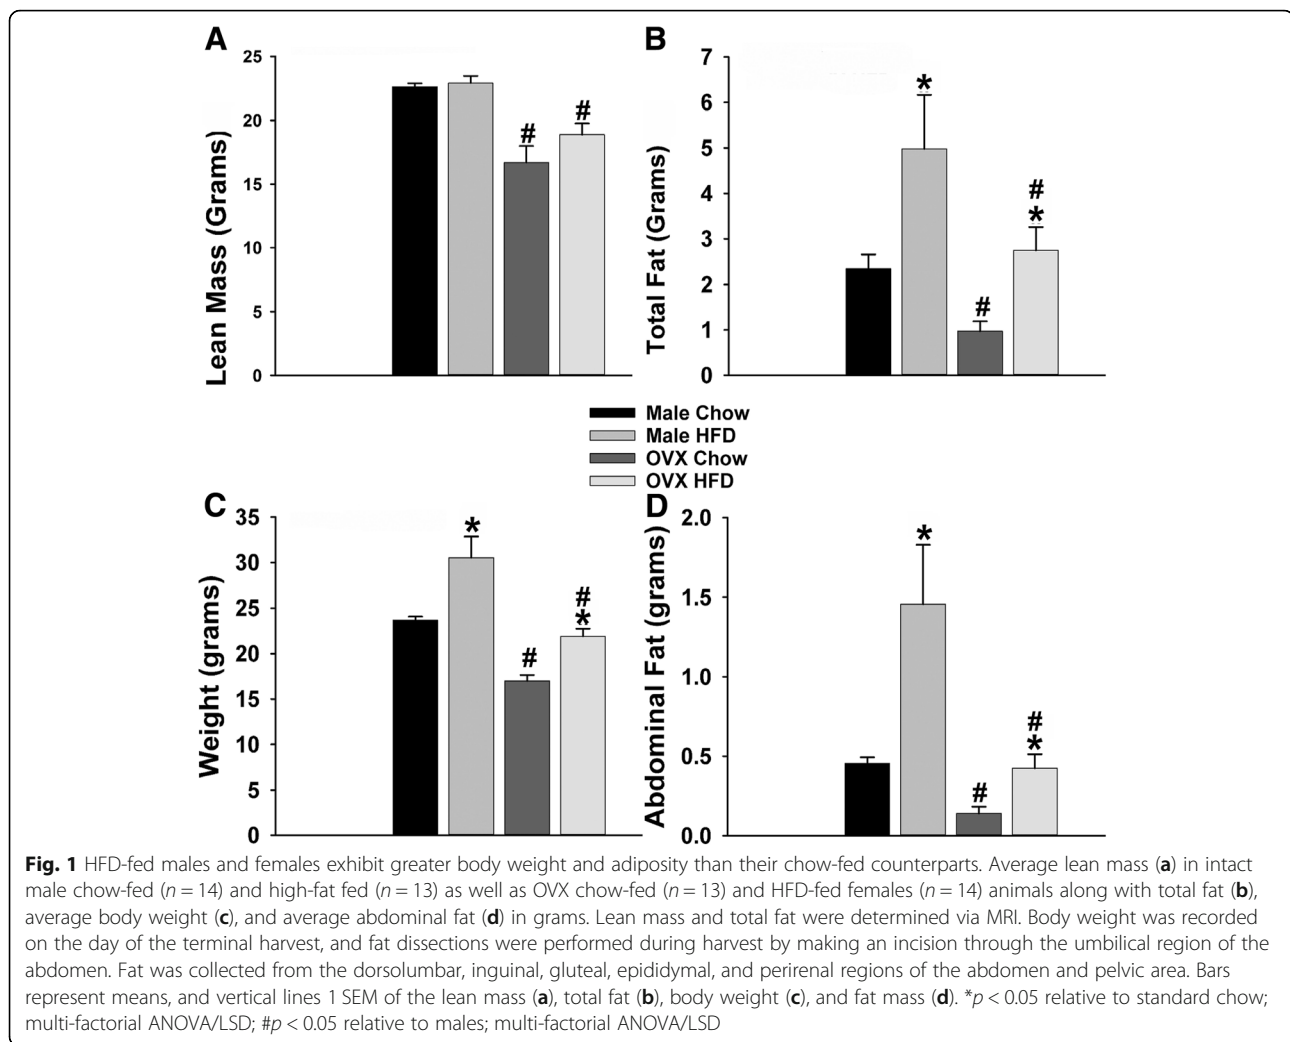 A
25
20
15
10
5
0
Lean Mass (Grams)
#
#
B
7
6
5
4
3
2
1
0
Total Fat (Grams)
*
#
#
*
Male Chow
Male HFD
OVX Chow
OVX HFD
C
35
30
25
20
15
10
5
0
Weight (grams)
*
#
#
*
D
2.0
1.5
1.0
0.5
0.0
Abdominal Fat (grams)
*
#
#
*
Fig. 1 HFD-fed males and females exhibit greater body weight and adiposity than their chow-fed counterparts. Average lean mass (a) in intact
male chow-fed (n = 14) and high-fat fed (n = 13) as well as OVX chow-fed (n = 13) and HFD-fed females (n = 14) animals along with total fat (b),
average body weight (c), and average abdominal fat (d) in grams. Lean mass and total fat were determined via MRI. Body weight was recorded
on the day of the terminal harvest, and fat dissections were performed during harvest by making an incision through the umbilical region of the
abdomen. Fat was collected from the dorsolumbar, inguinal, gluteal, epididymal, and perirenal regions of the abdomen and pelvic area. Bars
represent means, and vertical lines 1 SEM of the lean mass (a), total fat (b), body weight (c), and fat mass (d). *p < 0.05 relative to standard chow;
multi-factorial ANOVA/LSD; #p < 0.05 relative to males; multi-factorial ANOVA/LSD